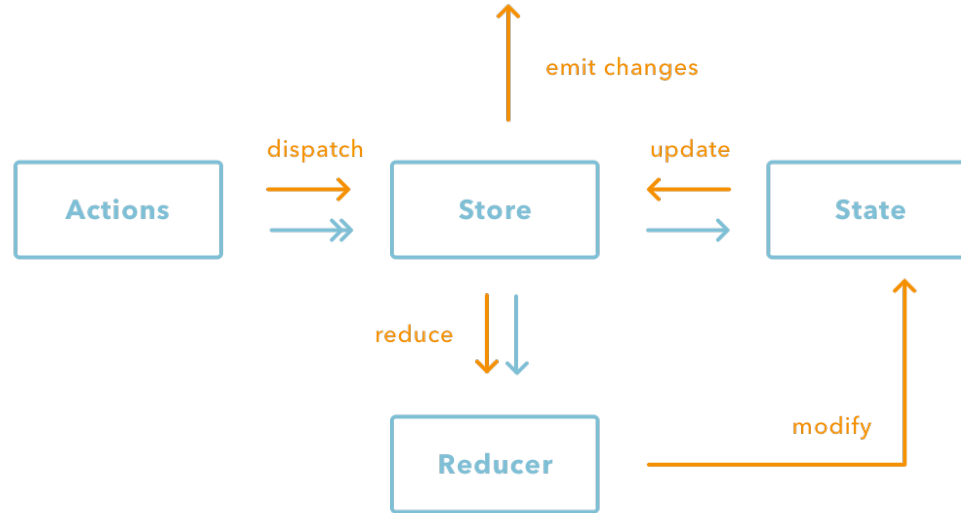 emit changes
dispatch
update
Actions
Store
State
reduce
modify
Reducer